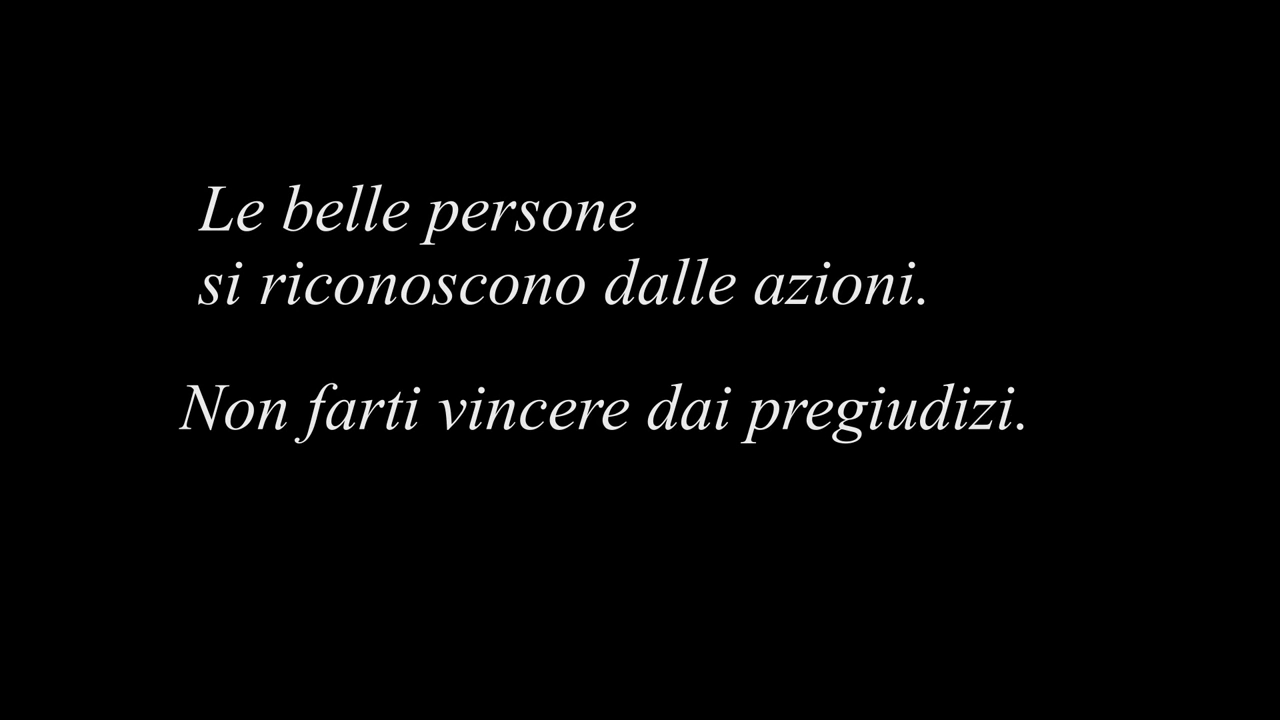 Le belle persone
si riconoscono dalle azioni.
Non farti vincere dai pregiudizi.